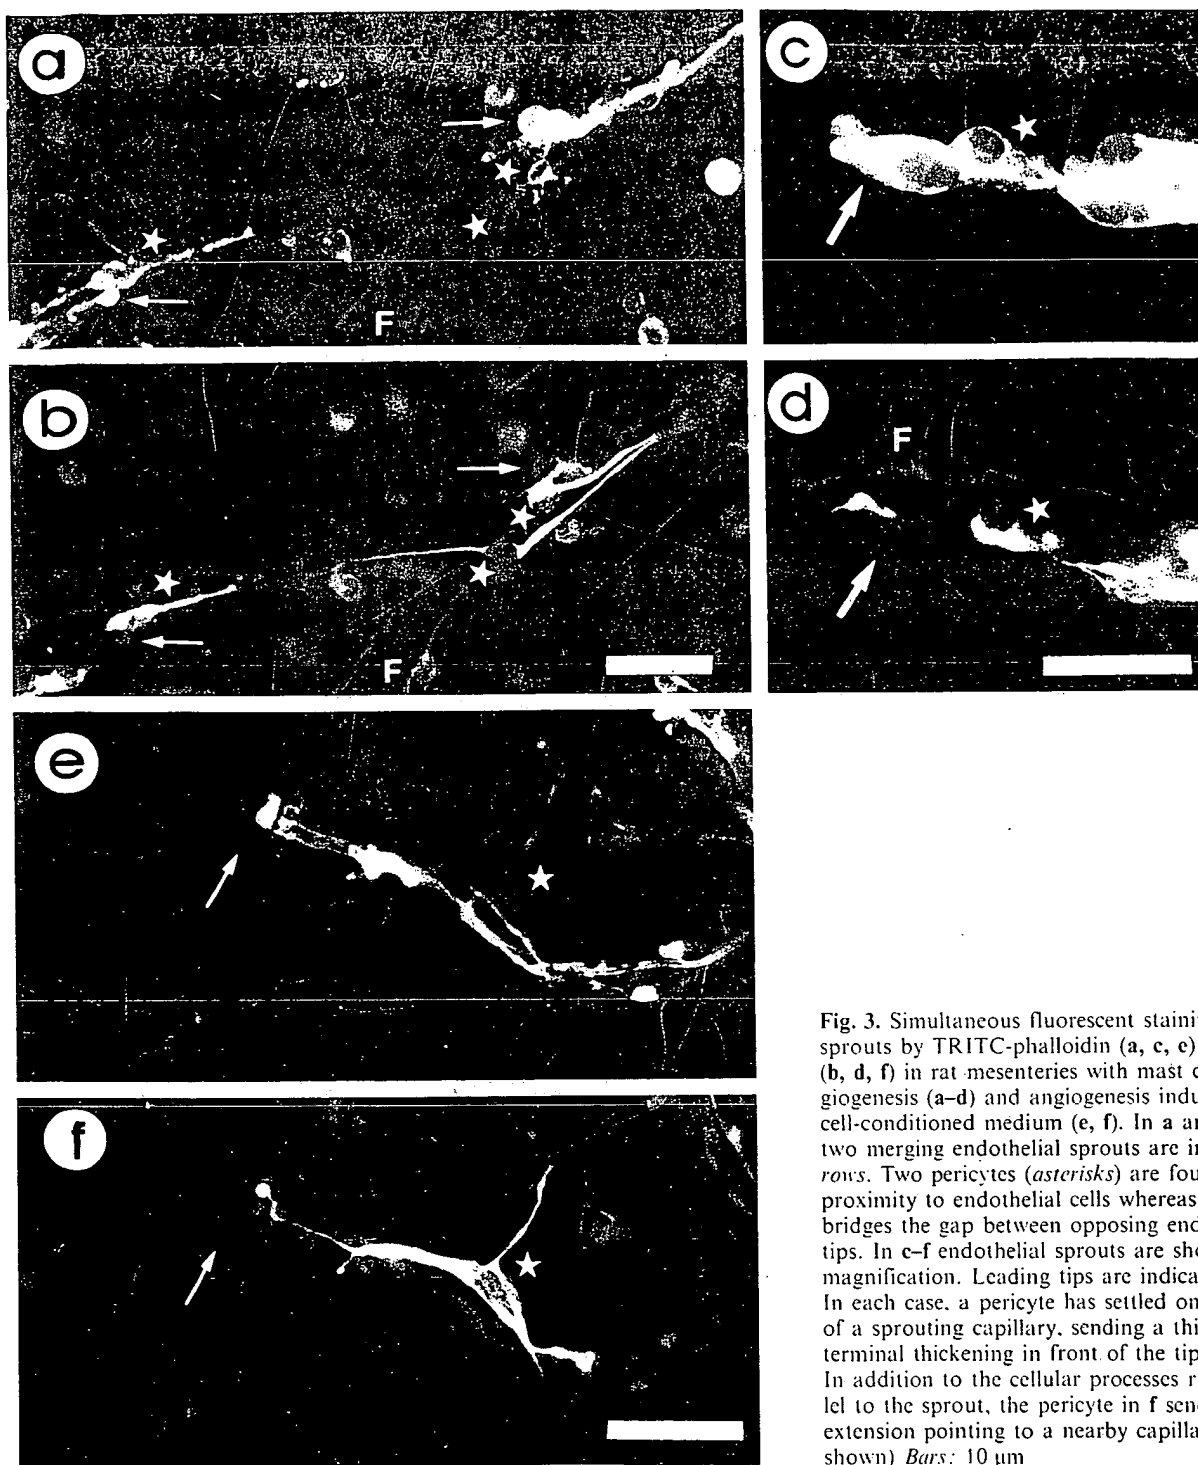 a
c
F
b
d
F
F
e
f
Fig. 3. Simultaneous fluorescent staini
sprouts by TRITC-phalloidin (a, c, e)
(b, d, f) in rat mesenteries with mast c
giogenesis (a–d) and angiogenesis indu
cell-conditioned medium (e, f). In a a
two merging endothelial sprouts are i
rows. Two pericytes (asterisks) are fou
proximity to endothelial cells whereas
bridges the gap between opposing end
tips. In c–f endothelial sprouts are sh
magnification. Leading tips are indica
In each case, a pericyte has settled on
of a sprouting capillary, sending a thi
terminal thickening in front of the tip
In addition to the cellular processes r
lel to the sprout, the pericyte in f sen
extension pointing to a nearby capilla
shown) Bars: 10 µm